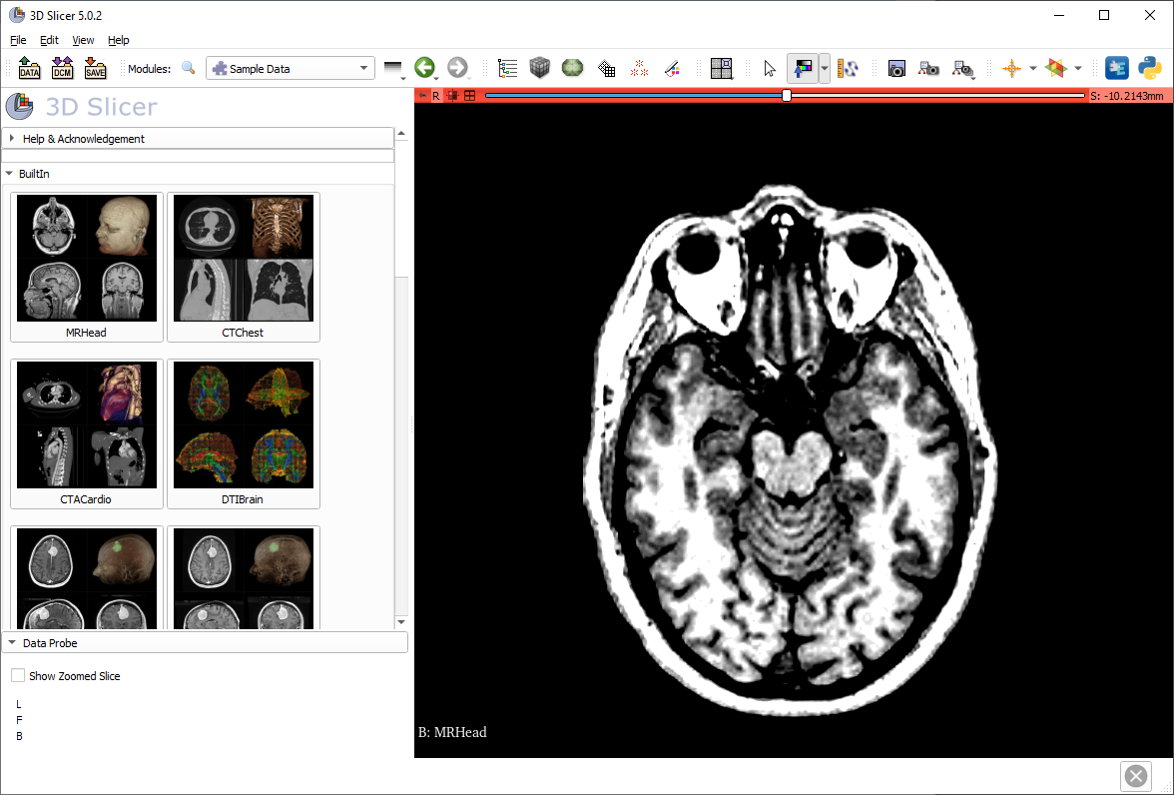 3D Slicer 5.0.2
File Edit View Help
DATA DCM SAVE Modules: Sample Data
3D Slicer
R S: -10.2143mm
Help & Acknowledgement
BuiltIn
MRHead CTChest
CTACardio DTIBrain
Data Probe
Show Zoomed Slice
L
F
B
B: MRHead